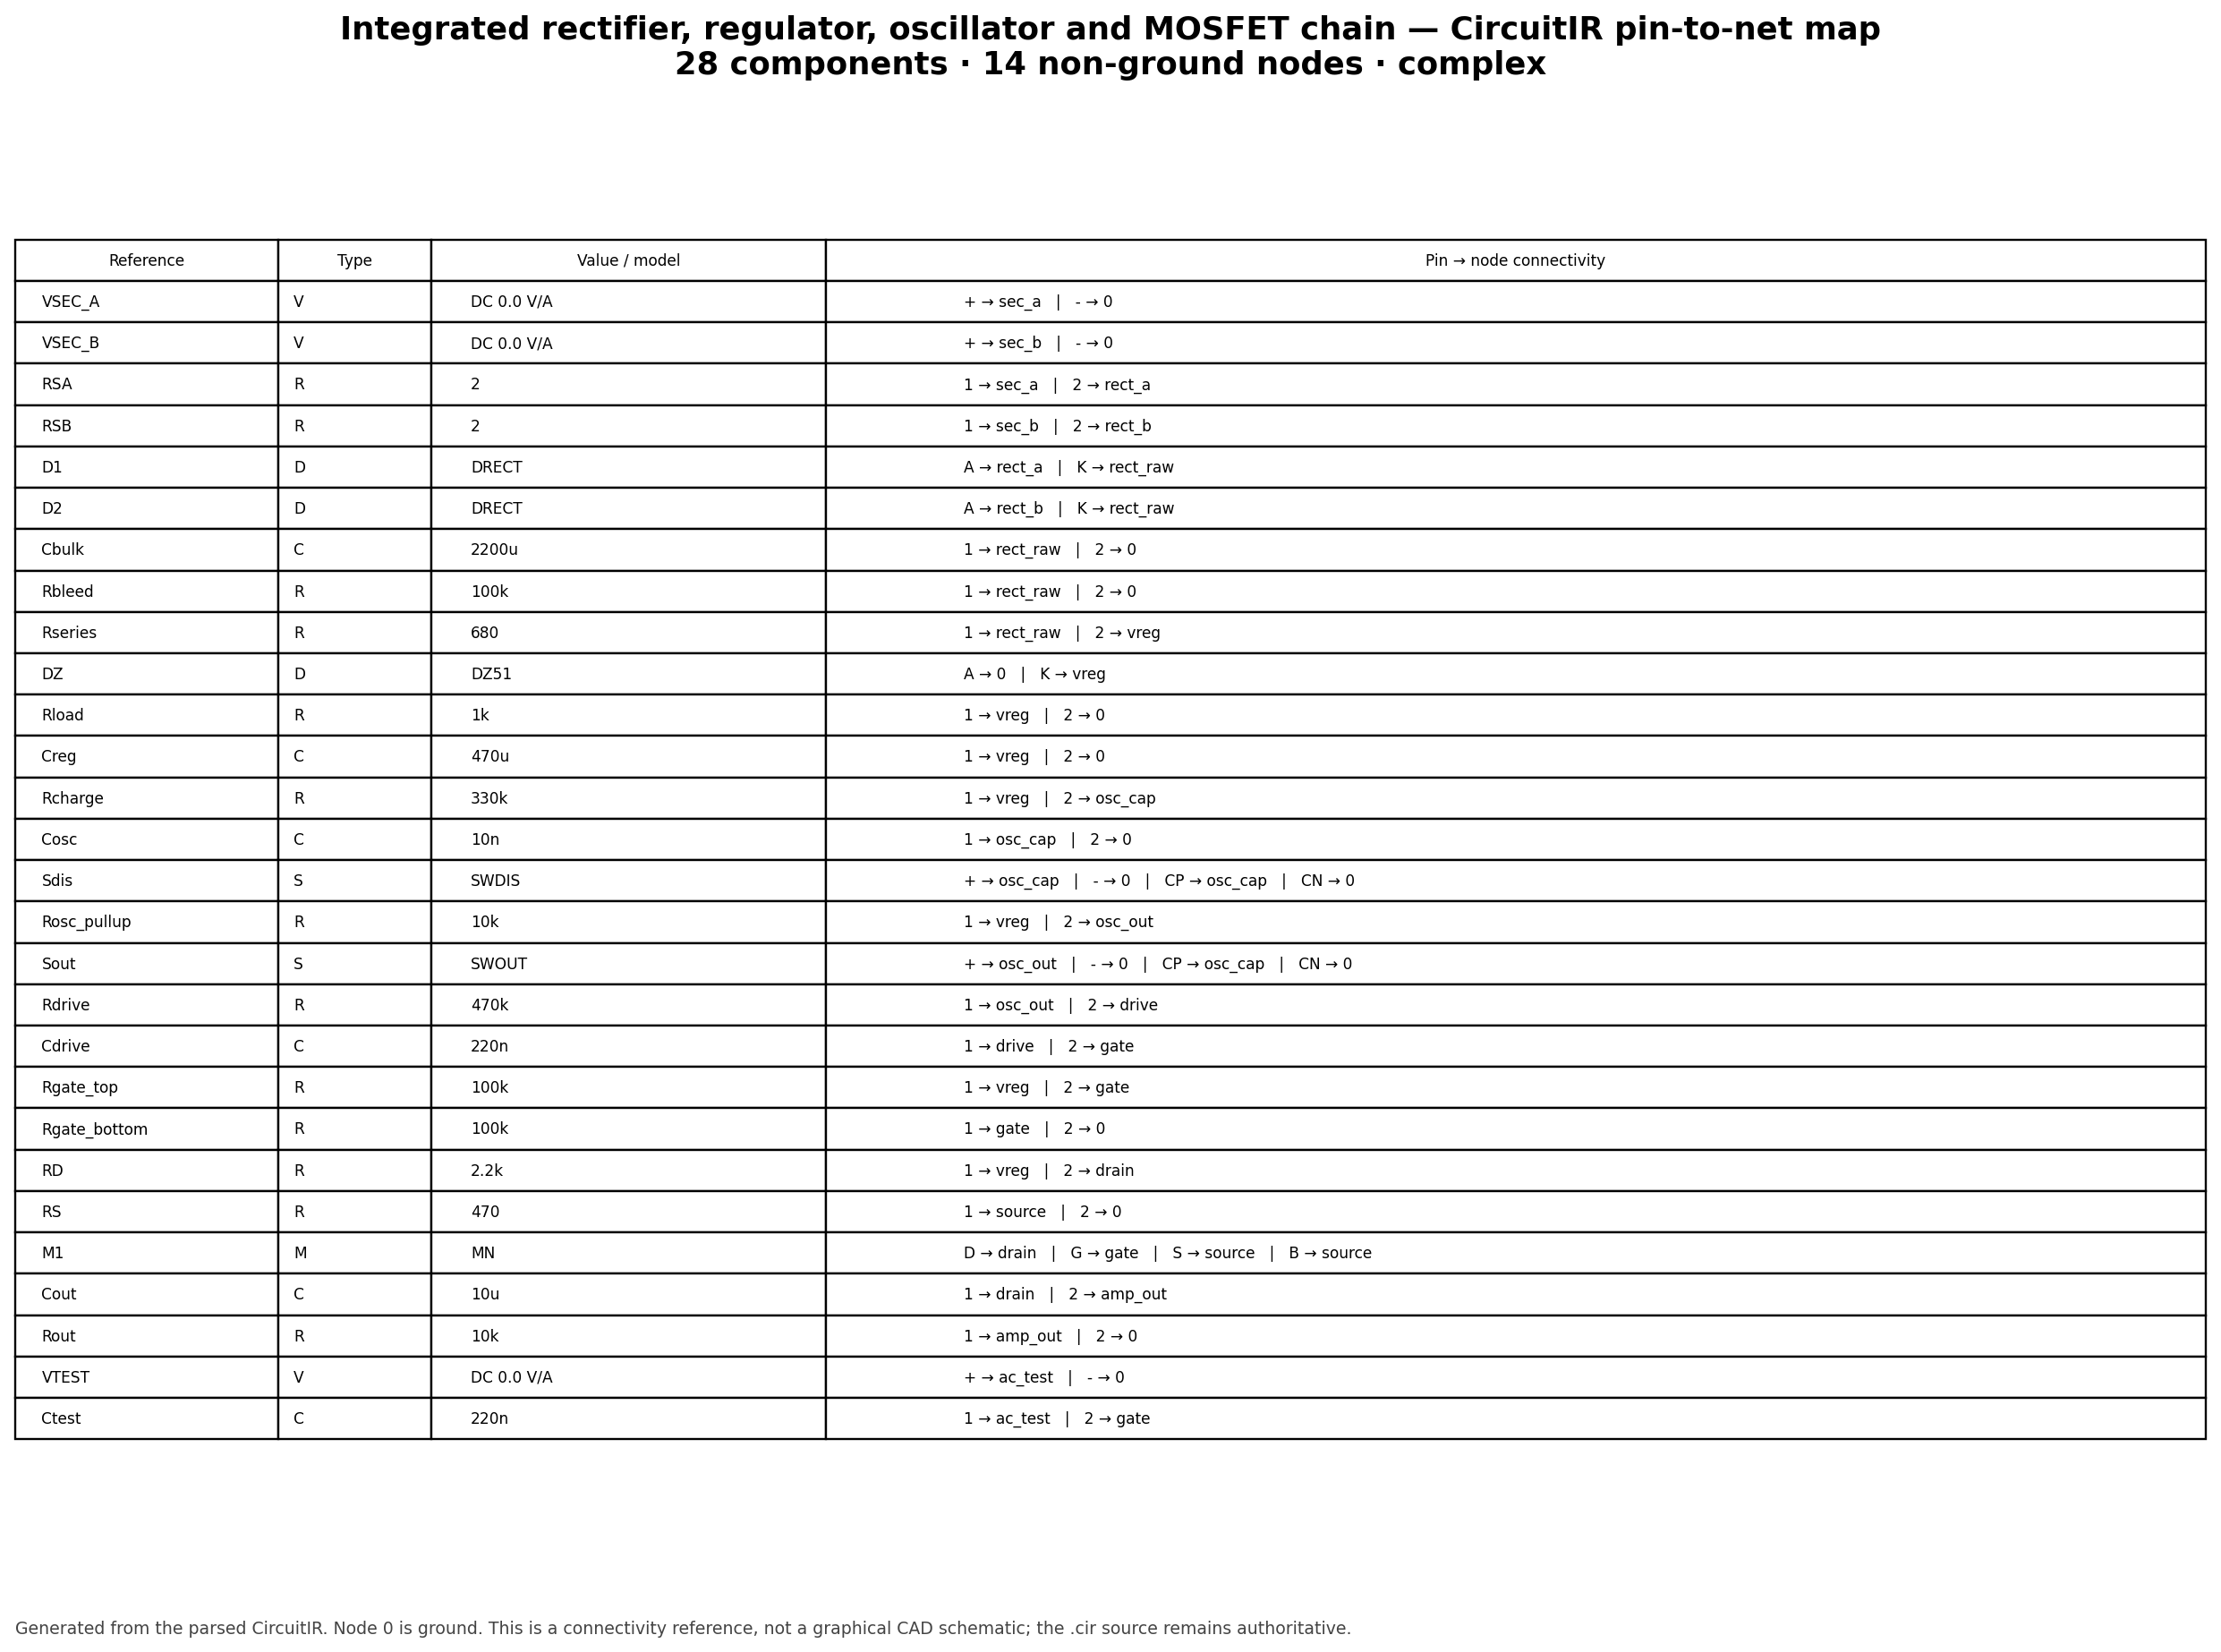 Integrated rectifier, regulator, oscillator and MOSFET chain — CircuitIR pin-to-net map
28 components · 14 non-ground nodes · complex
Reference Type Value / model Pin → node connectivity
VSEC_A V DC 0.0 V/A + → sec_a | - → 0
VSEC_B V DC 0.0 V/A + → sec_b | - → 0
RSA R 2 1 → sec_a | 2 → rect_a
RSB R 2 1 → sec_b | 2 → rect_b
D1 D DRECT A → rect_a | K → rect_raw
D2 D DRECT A → rect_b | K → rect_raw
Cbulk C 2200u 1 → rect_raw | 2 → 0
Rbleed R 100k 1 → rect_raw | 2 → 0
Rseries R 680 1 → rect_raw | 2 → vreg
DZ D DZ51 A → 0 | K → vreg
Rload R 1k 1 → vreg | 2 → 0
Creg C 470u 1 → vreg | 2 → 0
Rcharge R 330k 1 → vreg | 2 → osc_cap
Cosc C 10n 1 → osc_cap | 2 → 0
Sdis S SWDIS + → osc_cap | - → 0 | CP → osc_cap | CN → 0
Rosc_pullup R 10k 1 → vreg | 2 → osc_out
Sout S SWOUT + → osc_out | - → 0 | CP → osc_cap | CN → 0
Rdrive R 470k 1 → osc_out | 2 → drive
Cdrive C 220n 1 → drive | 2 → gate
Rgate_top R 100k 1 → vreg | 2 → gate
Rgate_bottom R 100k 1 → gate | 2 → 0
RD R 2.2k 1 → vreg | 2 → drain
RS R 470 1 → source | 2 → 0
M1 M MN D → drain | G → gate | S → source | B → source
Cout C 10u 1 → drain | 2 → amp_out
Rout R 10k 1 → amp_out | 2 → 0
VTEST V DC 0.0 V/A + → ac_test | - → 0
Ctest C 220n 1 → ac_test | 2 → gate
Generated from the parsed CircuitIR. Node 0 is ground. This is a connectivity reference, not a graphical CAD schematic; the .cir source remains authoritative.